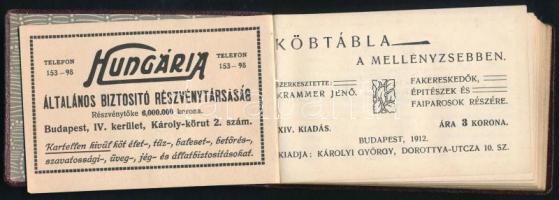 TELEFON
153—98
HUNGÁRIA
TELEFON
153—98
ÁLTALÁNOS BIZTOSITÓ RÉSZVÉNYTÁRSASÁG
Részvénytőke 6,000.000 korona.
Budapest, IV. kerület, Károly-körut 2. szám.
Kartellen kivül köt élet-, tűz-, baleset-, betörés-,
szavatossági-, üveg-, jég- és állatbiztosításokat.
KÖBTÁBLA
A MELLÉNYZSEBBEN.
SZERKESZTETTE:
KRAMMER JENŐ.
FAKERESKEDŐK,
ÉPITÉSZEK ÉS
FAIPAROSOK RÉSZÉRE.
XIV. KIADÁS.
ÁRA 3 KORONA.
BUDAPEST, 1912.
KIADJA: KÁROLYI GYÖRGY, DOROTTYA-UTCZA 10. SZ.